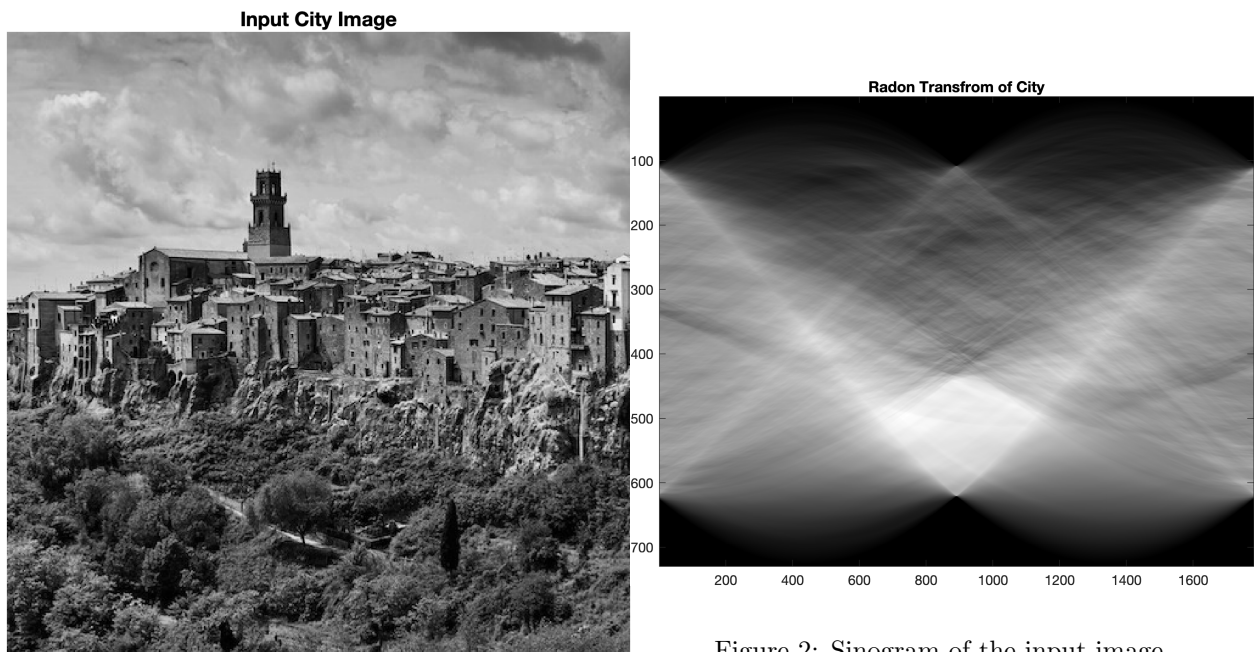 Input City Image
Radon Transfrom of City
100
200
300
400
500
600
700
200 400 600 800 1000 1200 1400 1600
Figure 2: Sinogram of the input image